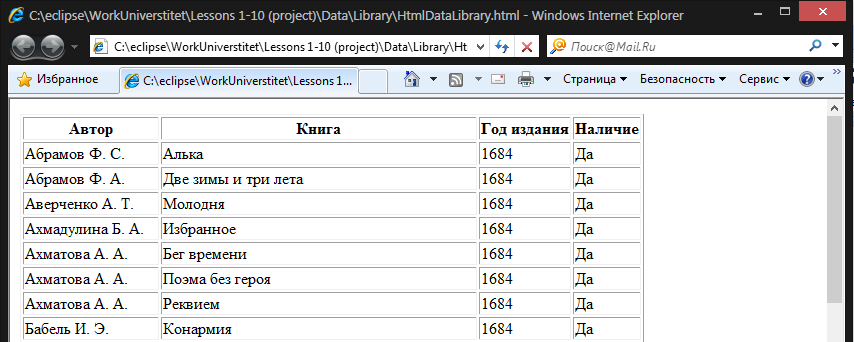 C:\eclipse\WorkUniverstitet\Lessons 1-10 (project)\Data\Library\HtmlDataLibrary.html - Windows Internet Explorer
C:\eclipse\WorkUniverstitet\Lessons 1-10 (project)\Data\Library\Ht Поиск@Mail.Ru
Избранное C:\eclipse\WorkUniverstitet\Lessons 1... Страница Безопасность Сервис
Автор Книга Год издания Наличие
Абрамов Ф. С. Алька 1684 Да
Абрамов Ф. А. Две зимы и три лета 1684 Да
Аверченко А. Т. Молодня 1684 Да
Ахмадулина Б. А. Избранное 1684 Да
Ахматова А. А. Бег времени 1684 Да
Ахматова А. А. Поэма без героя 1684 Да
Ахматова А. А. Реквием 1684 Да
Бабель И. Э. Конармия 1684 Да